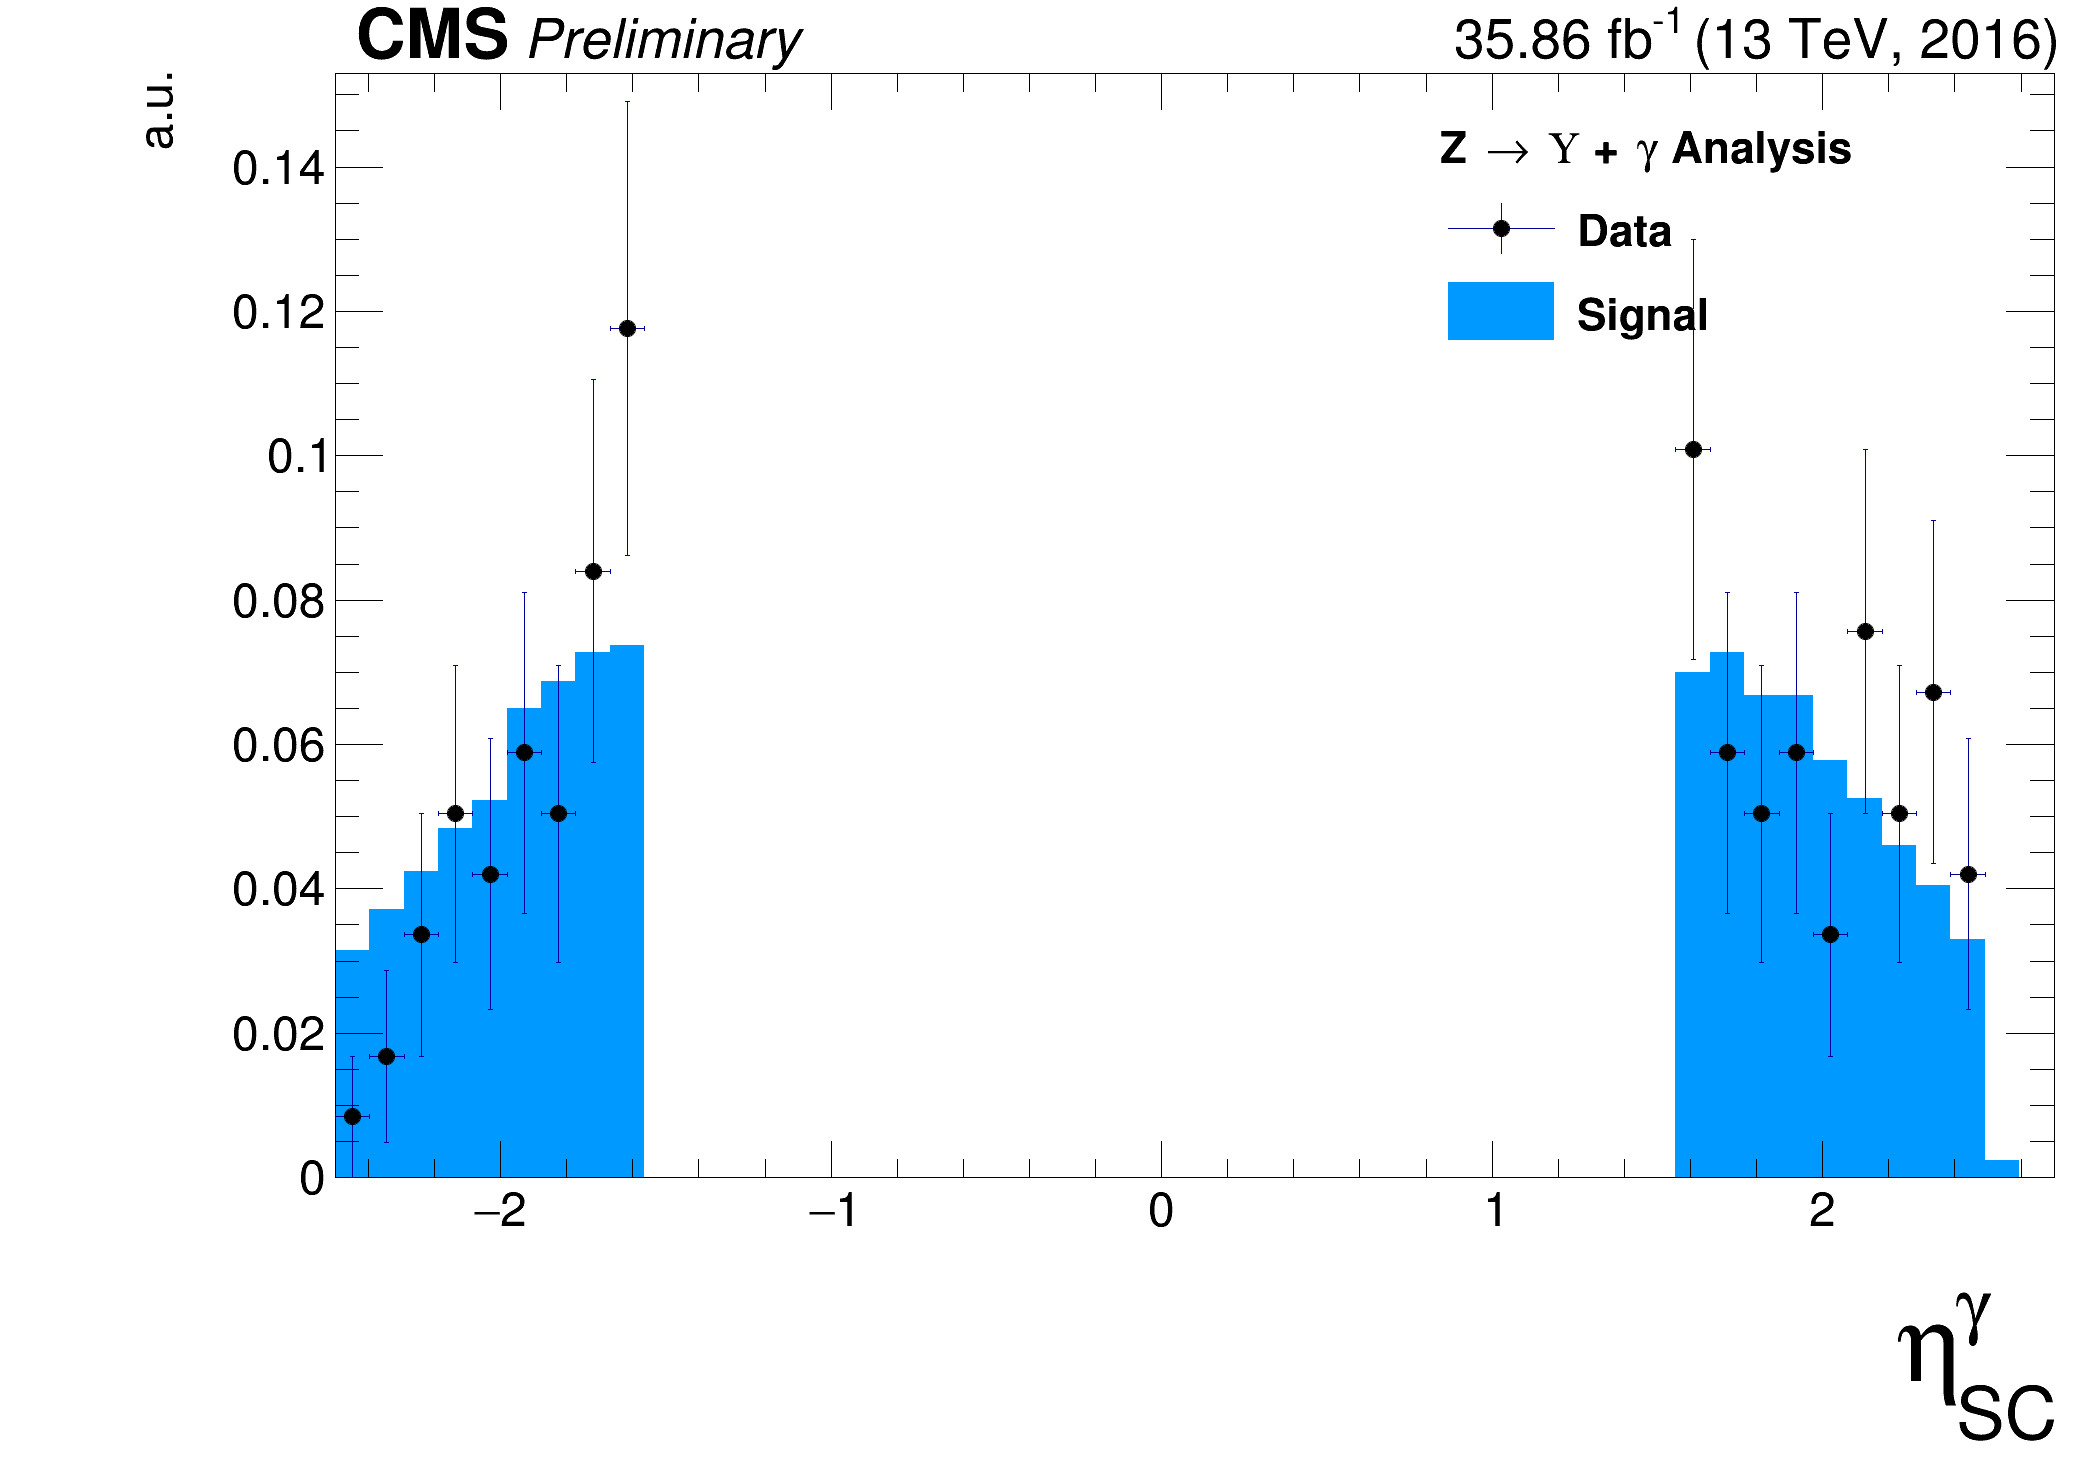 CMS Preliminary 35.86 fb⁻¹ (13 TeV, 2016)
a.u.
Z → ϒ + γ Analysis
Data
Signal
0.14
0.12
0.1
0.08
0.06
0.04
0.02
0
−2 −1 0 1 2
η^γ_SC